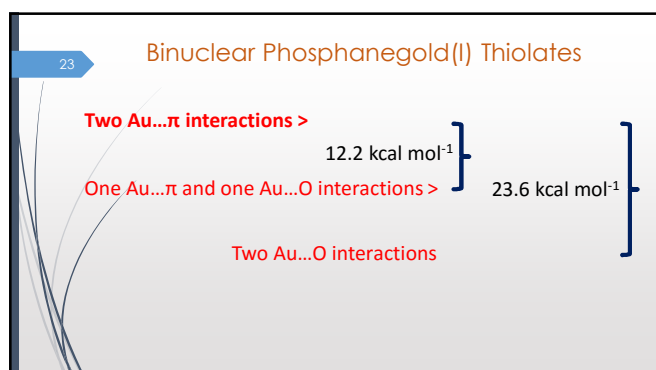 23
Binuclear Phosphanegold(I) Thiolates
Two Au...π interactions >
12.2 kcal mol⁻¹
One Au...π and one Au...O interactions >
23.6 kcal mol⁻¹
Two Au...O interactions